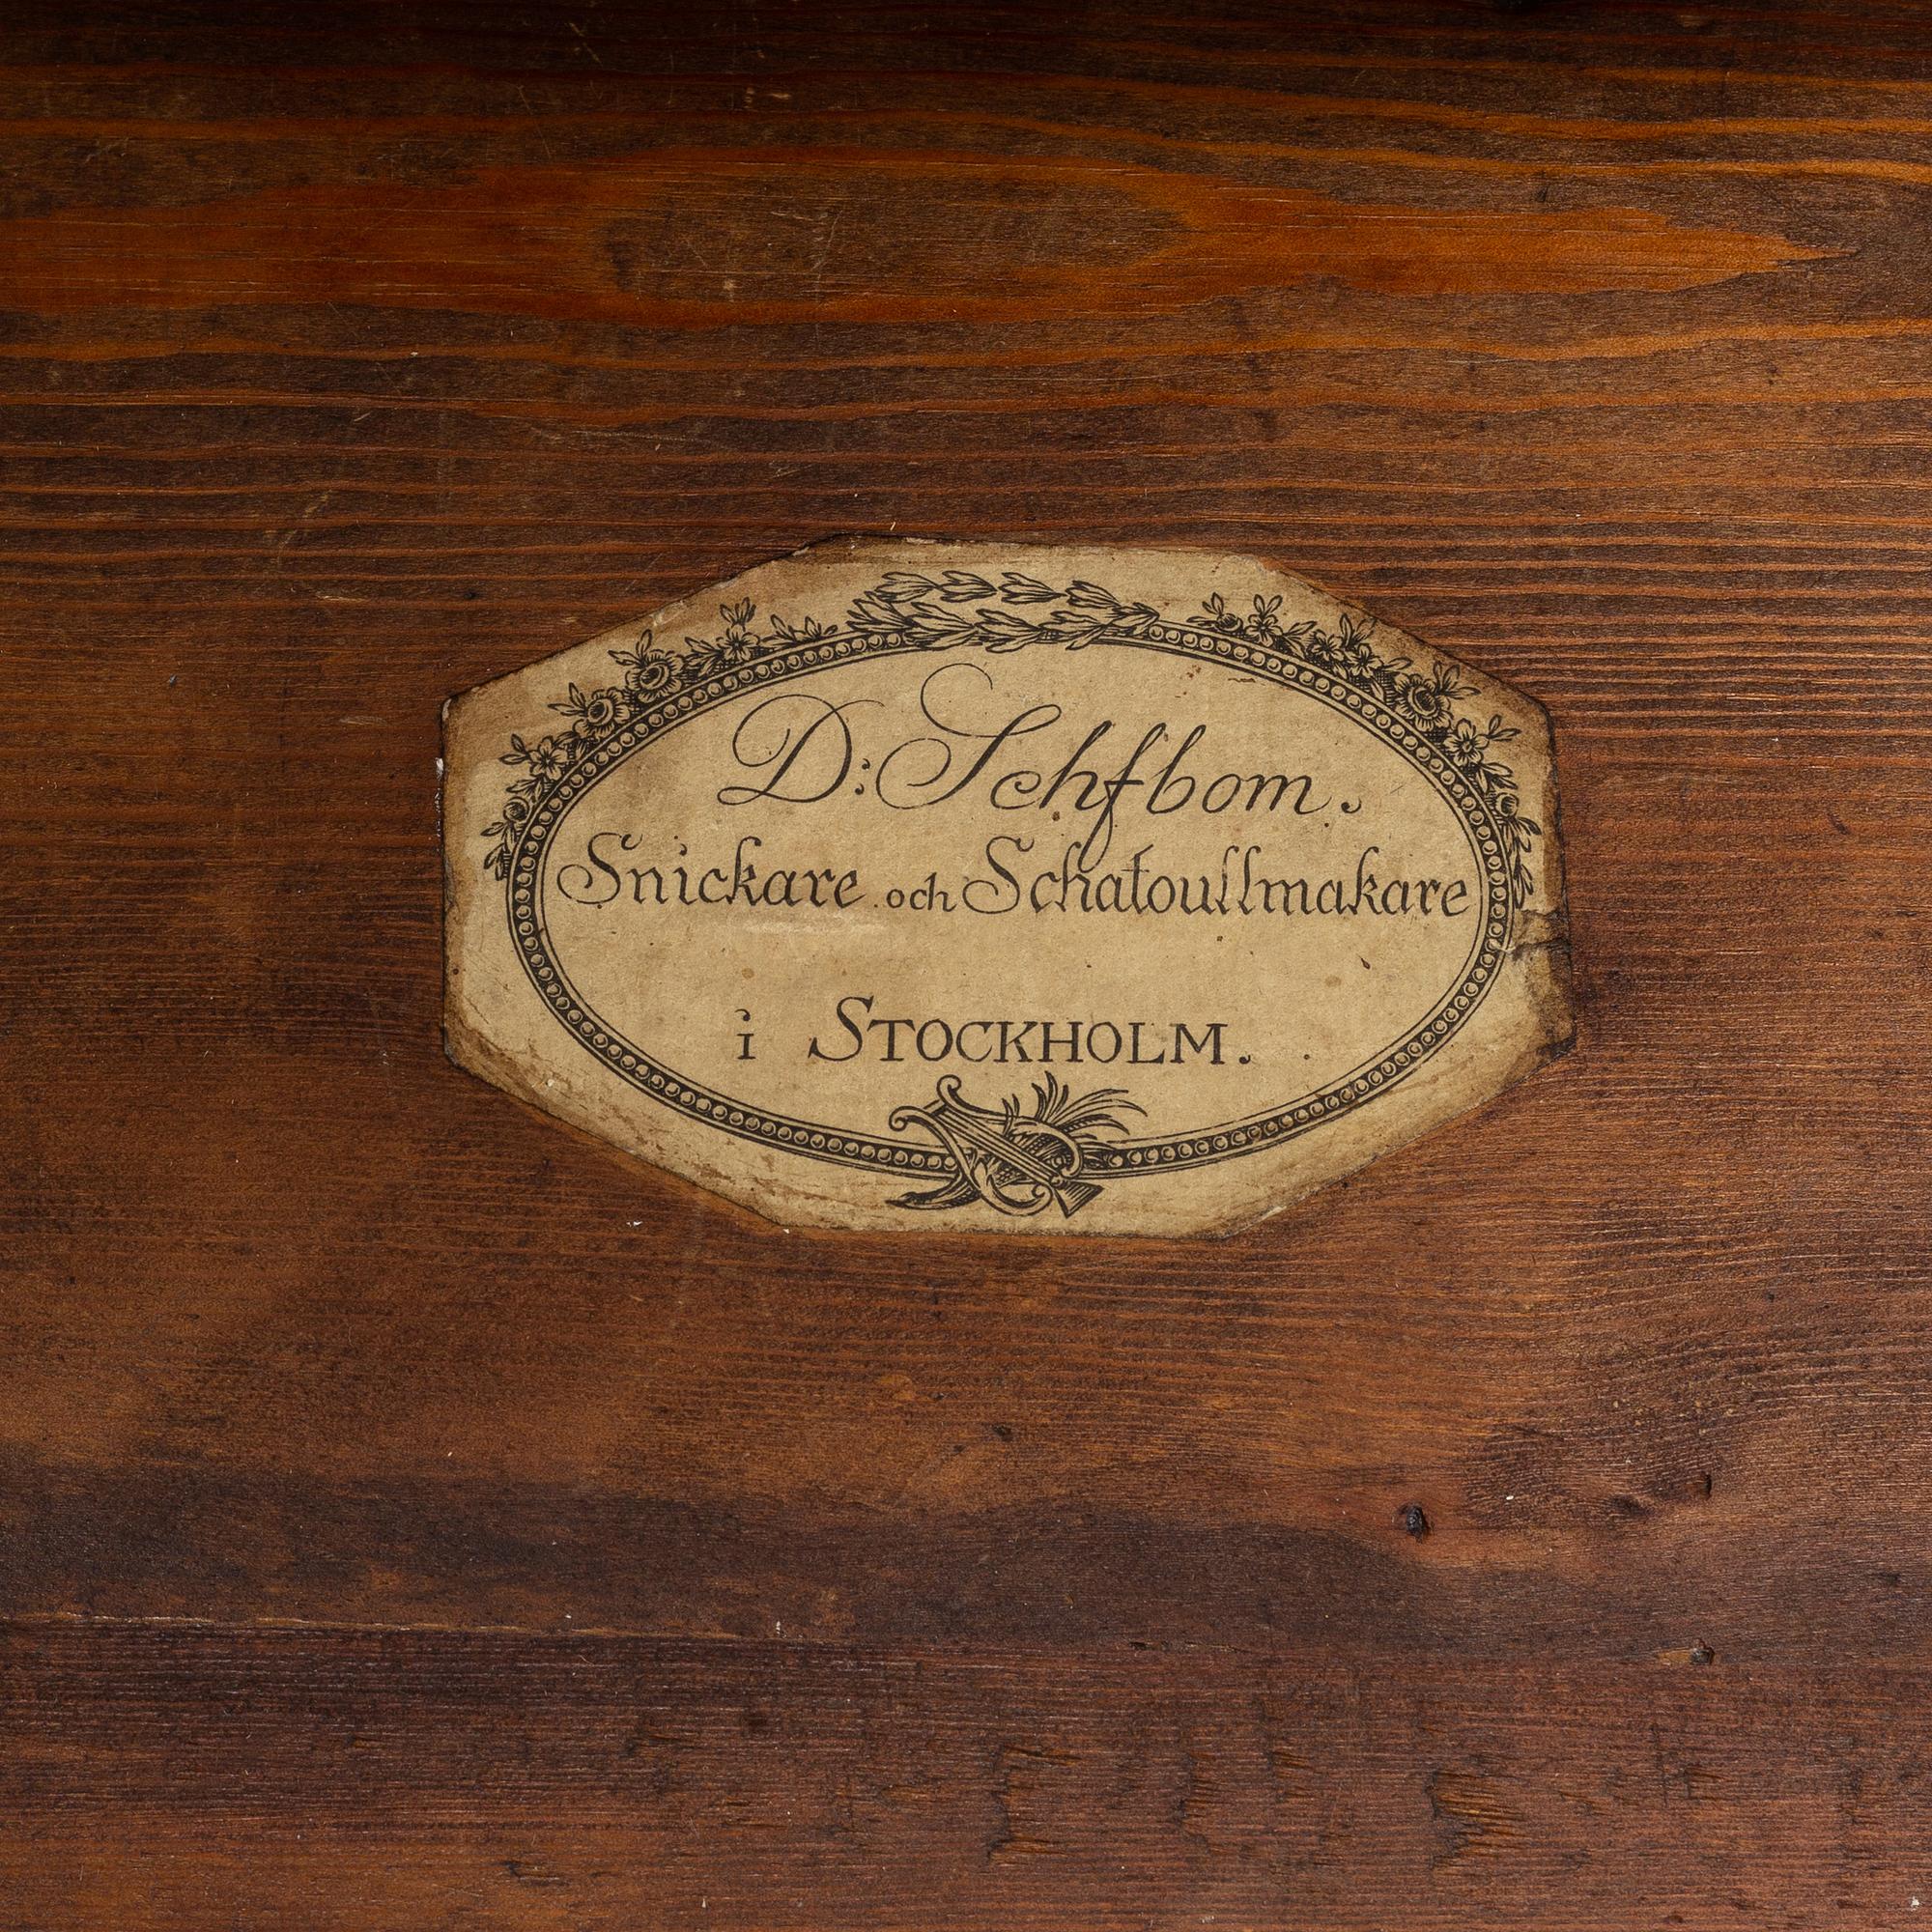 D: Schfbom.
Snickare och Schatoullmakare
i STOCKHOLM.